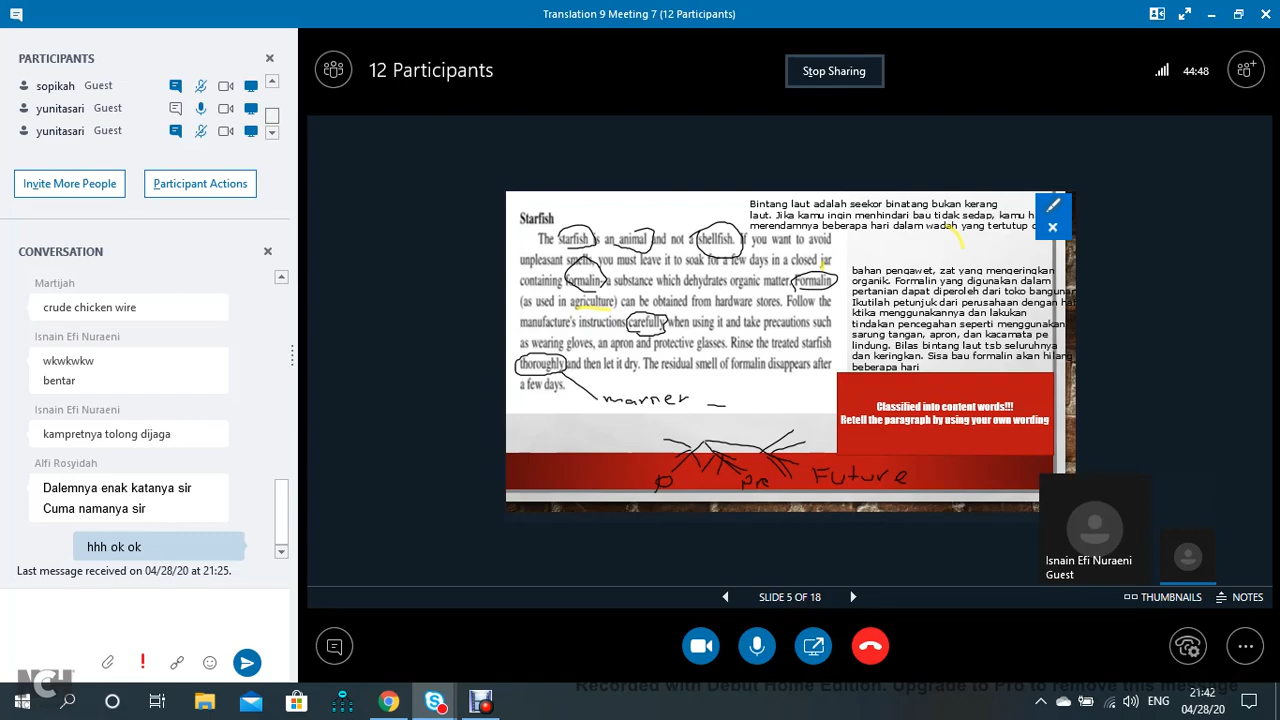 Translation 9 Meeting 7 (12 Participants)
PARTICIPANTS
sopikah Guest
yunitasari Guest
yunitasari Guest
Invite More People
Participant Actions
CONVERSATION
Martijah
crude chicken wire
Isnain Efi Nuraeni
wkwkwkw
bentar
Isnain Efi Nuraeni
kampretnya tolong dijaga
Alfi Rosyidah
Dalemnya enak katanya sir
Cuma namanya sir
hhh ok ok
Last message received on 04/28/20 at 21:25.
12 Participants
Stop Sharing
44:48
Starfish
The starfish is an animal and not a shellfish. If you want to avoid
unpleasant smells, you must leave it to soak for a few days in a closed jar
containing formalin, a substance which dehydrates organic matter. Formalin
(as used in agriculture) can be obtained from hardware stores. Follow the
manufacture's instructions carefully when using it and take precautions such
as wearing gloves, an apron and protective glasses. Rinse the treated starfish
thoroughly and then let it dry. The residual smell of formalin disappears after
a few days.
manner
Bintang laut adalah seekor binatang bukan kerang
laut. Jika kamu ingin menhindari bau tidak sedap, kamu h
merendamnya beberapa hari dalam wadah yang tertutup
bahan pengawet, zat yang mengeringkan
organik. Formalin yang digunakan dalam
pertanian dapat diperoleh dari toko bangunan
Ikutilah petunjuk dari perusahaan dengan hat
ktika menggunakannya dan lakukan
tindakan pencegahan seperti menggunakan
sarung tangan, apron, dan kacamata pe
lindung. Bilas bintang laut tsb seluruhnya
dan keringkan. Sisa bau formalin akan hilang
beberapa hari
Classified into content words!!!
Retell the paragraph by using your own wording
p pre Future
Isnain Efi Nuraeni
Guest
SLIDE 5 OF 18
THUMBNAILS
NOTES
NCH
Recorded with Debut Home Edition. Upgrade to Pro to remove this message
ENG
21:42
04/28/20